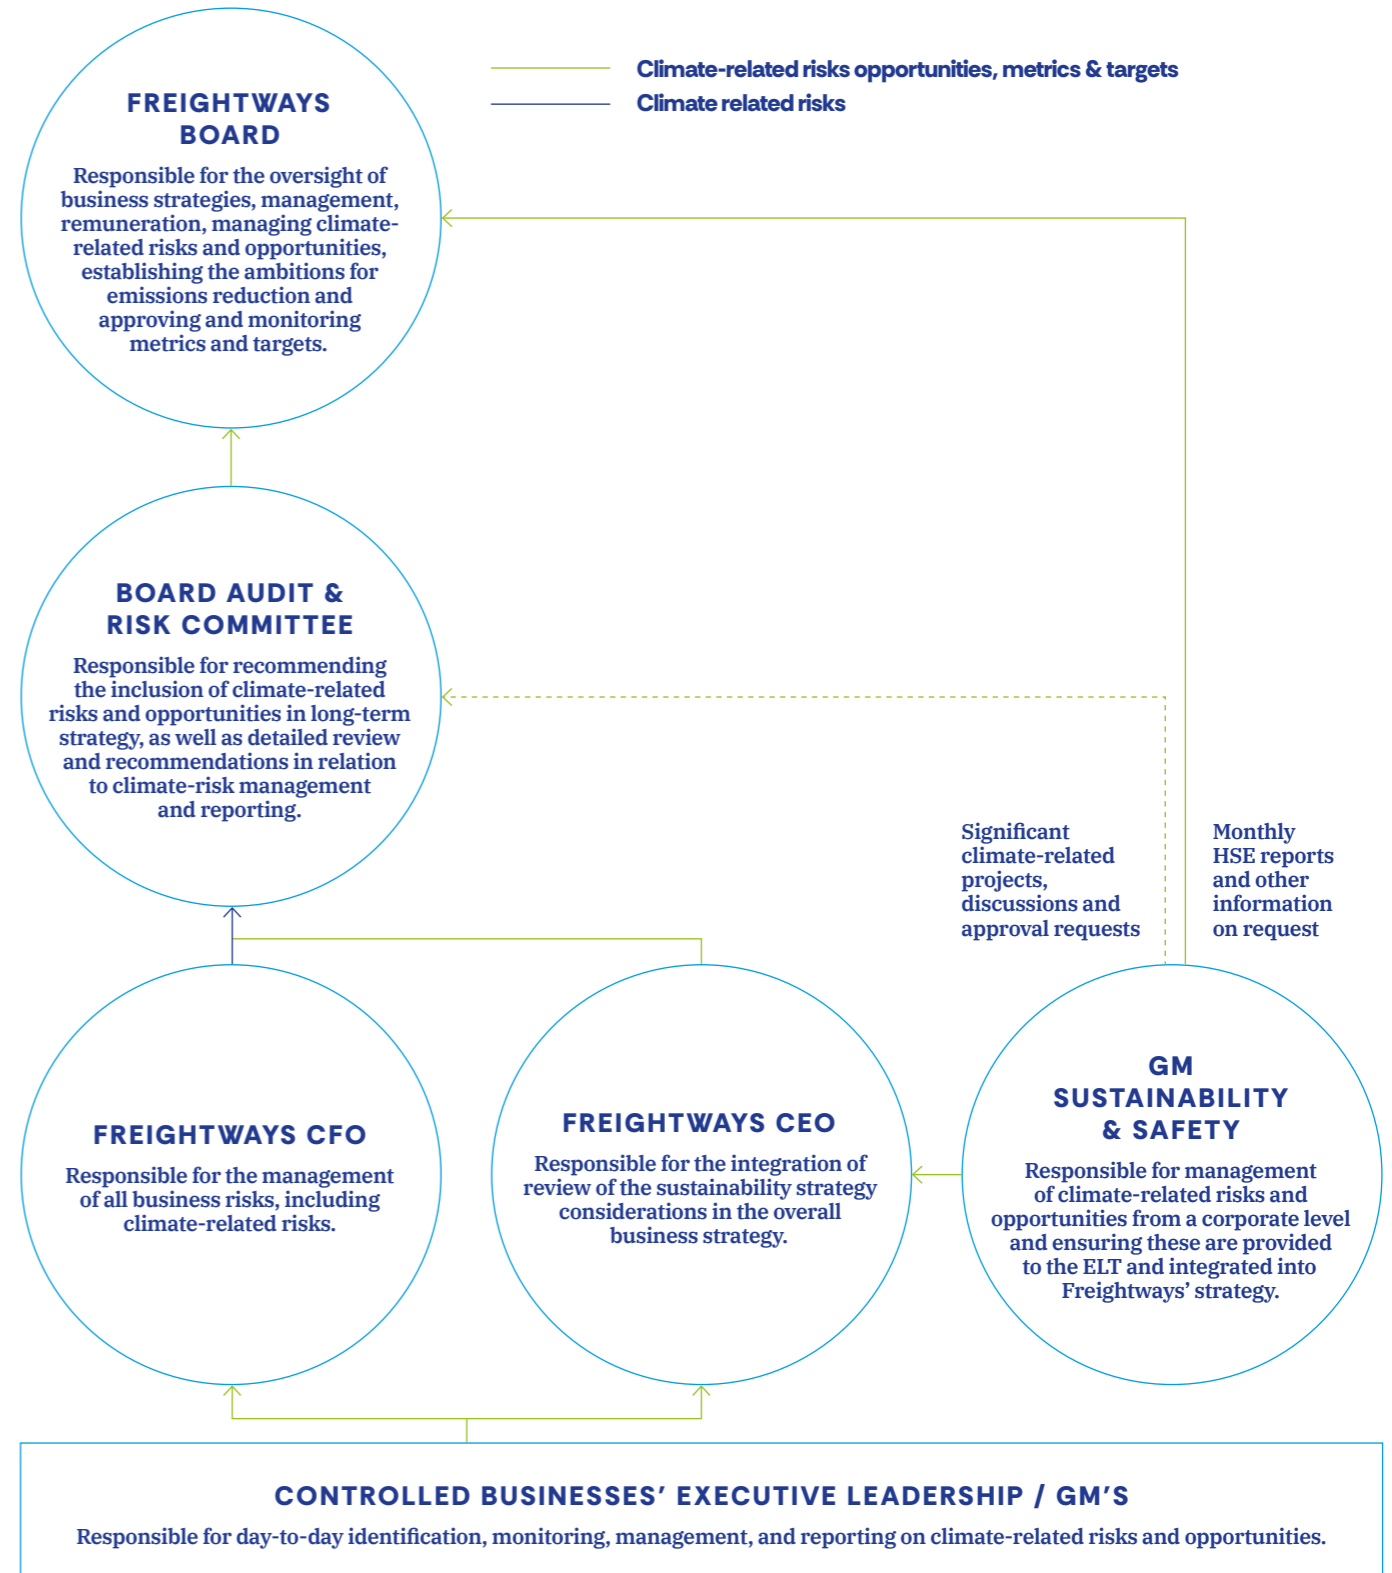 FREIGHTWAYS
BOARD
Responsible for the oversight of
business strategies, management,
remuneration, managing climate-
related risks and opportunities,
establishing the ambitions for
emissions reduction and
approving and monitoring
metrics and targets.
Climate-related risks opportunities, metrics & targets
Climate related risks
BOARD AUDIT &
RISK COMMITTEE
Responsible for recommending
the inclusion of climate-related
risks and opportunities in long-term
strategy, as well as detailed review
and recommendations in relation
to climate-risk management
and reporting.
Significant
climate-related
projects,
discussions and
approval requests
Monthly
HSE reports
and other
information
on request
FREIGHTWAYS CFO
Responsible for the management
of all business risks, including
climate-related risks.
FREIGHTWAYS CEO
Responsible for the integration of
review of the sustainability strategy
considerations in the overall
business strategy.
GM
SUSTAINABILITY
& SAFETY
Responsible for management
of climate-related risks and
opportunities from a corporate level
and ensuring these are provided
to the ELT and integrated into
Freightways’ strategy.
CONTROLLED BUSINESSES’ EXECUTIVE LEADERSHIP / GM’S
Responsible for day-to-day identification, monitoring, management, and reporting on climate-related risks and opportunities.